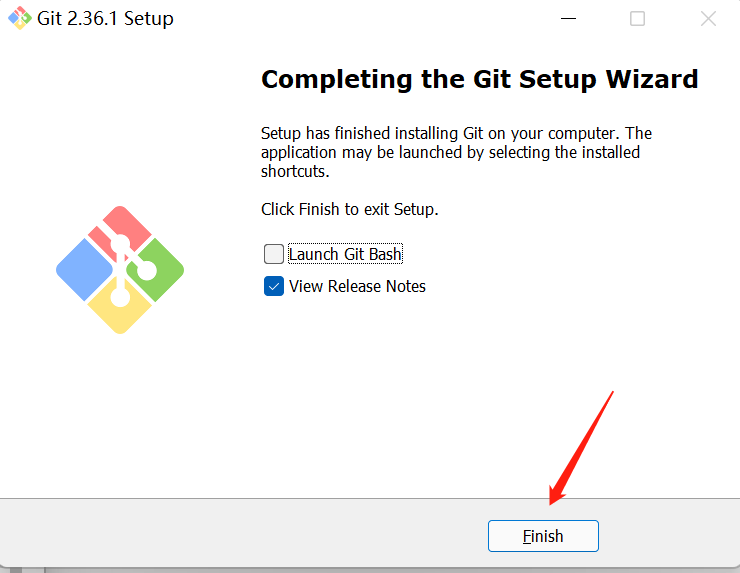 Git 2.36.1 Setup
Completing the Git Setup Wizard
Setup has finished installing Git on your computer. The
application may be launched by selecting the installed
shortcuts.
Click Finish to exit Setup.
Launch Git Bash
View Release Notes
Finish